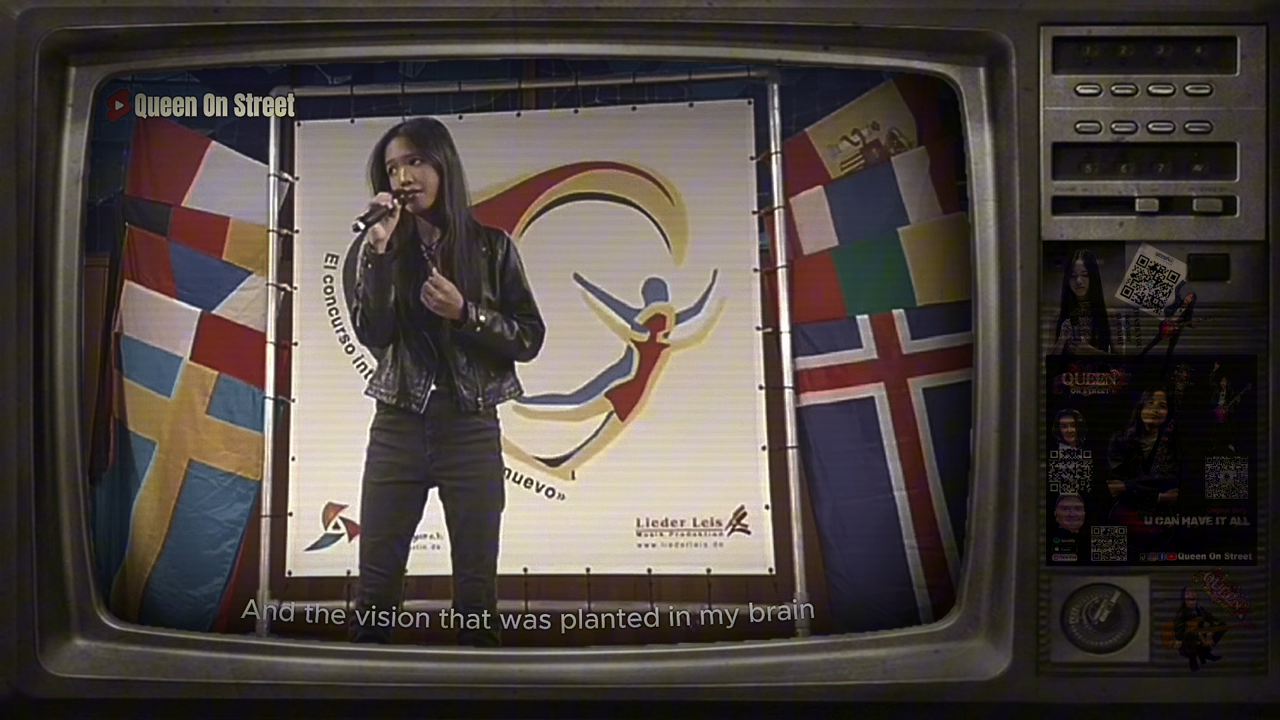 Queen On Street
El concurso int
nuevo»
Lieder Leis
Musik Produktion
www.liederleis.de
And the vision that was planted in my brain
QUEEN
ON STREET
U CAN HAVE IT ALL
Queen On Street